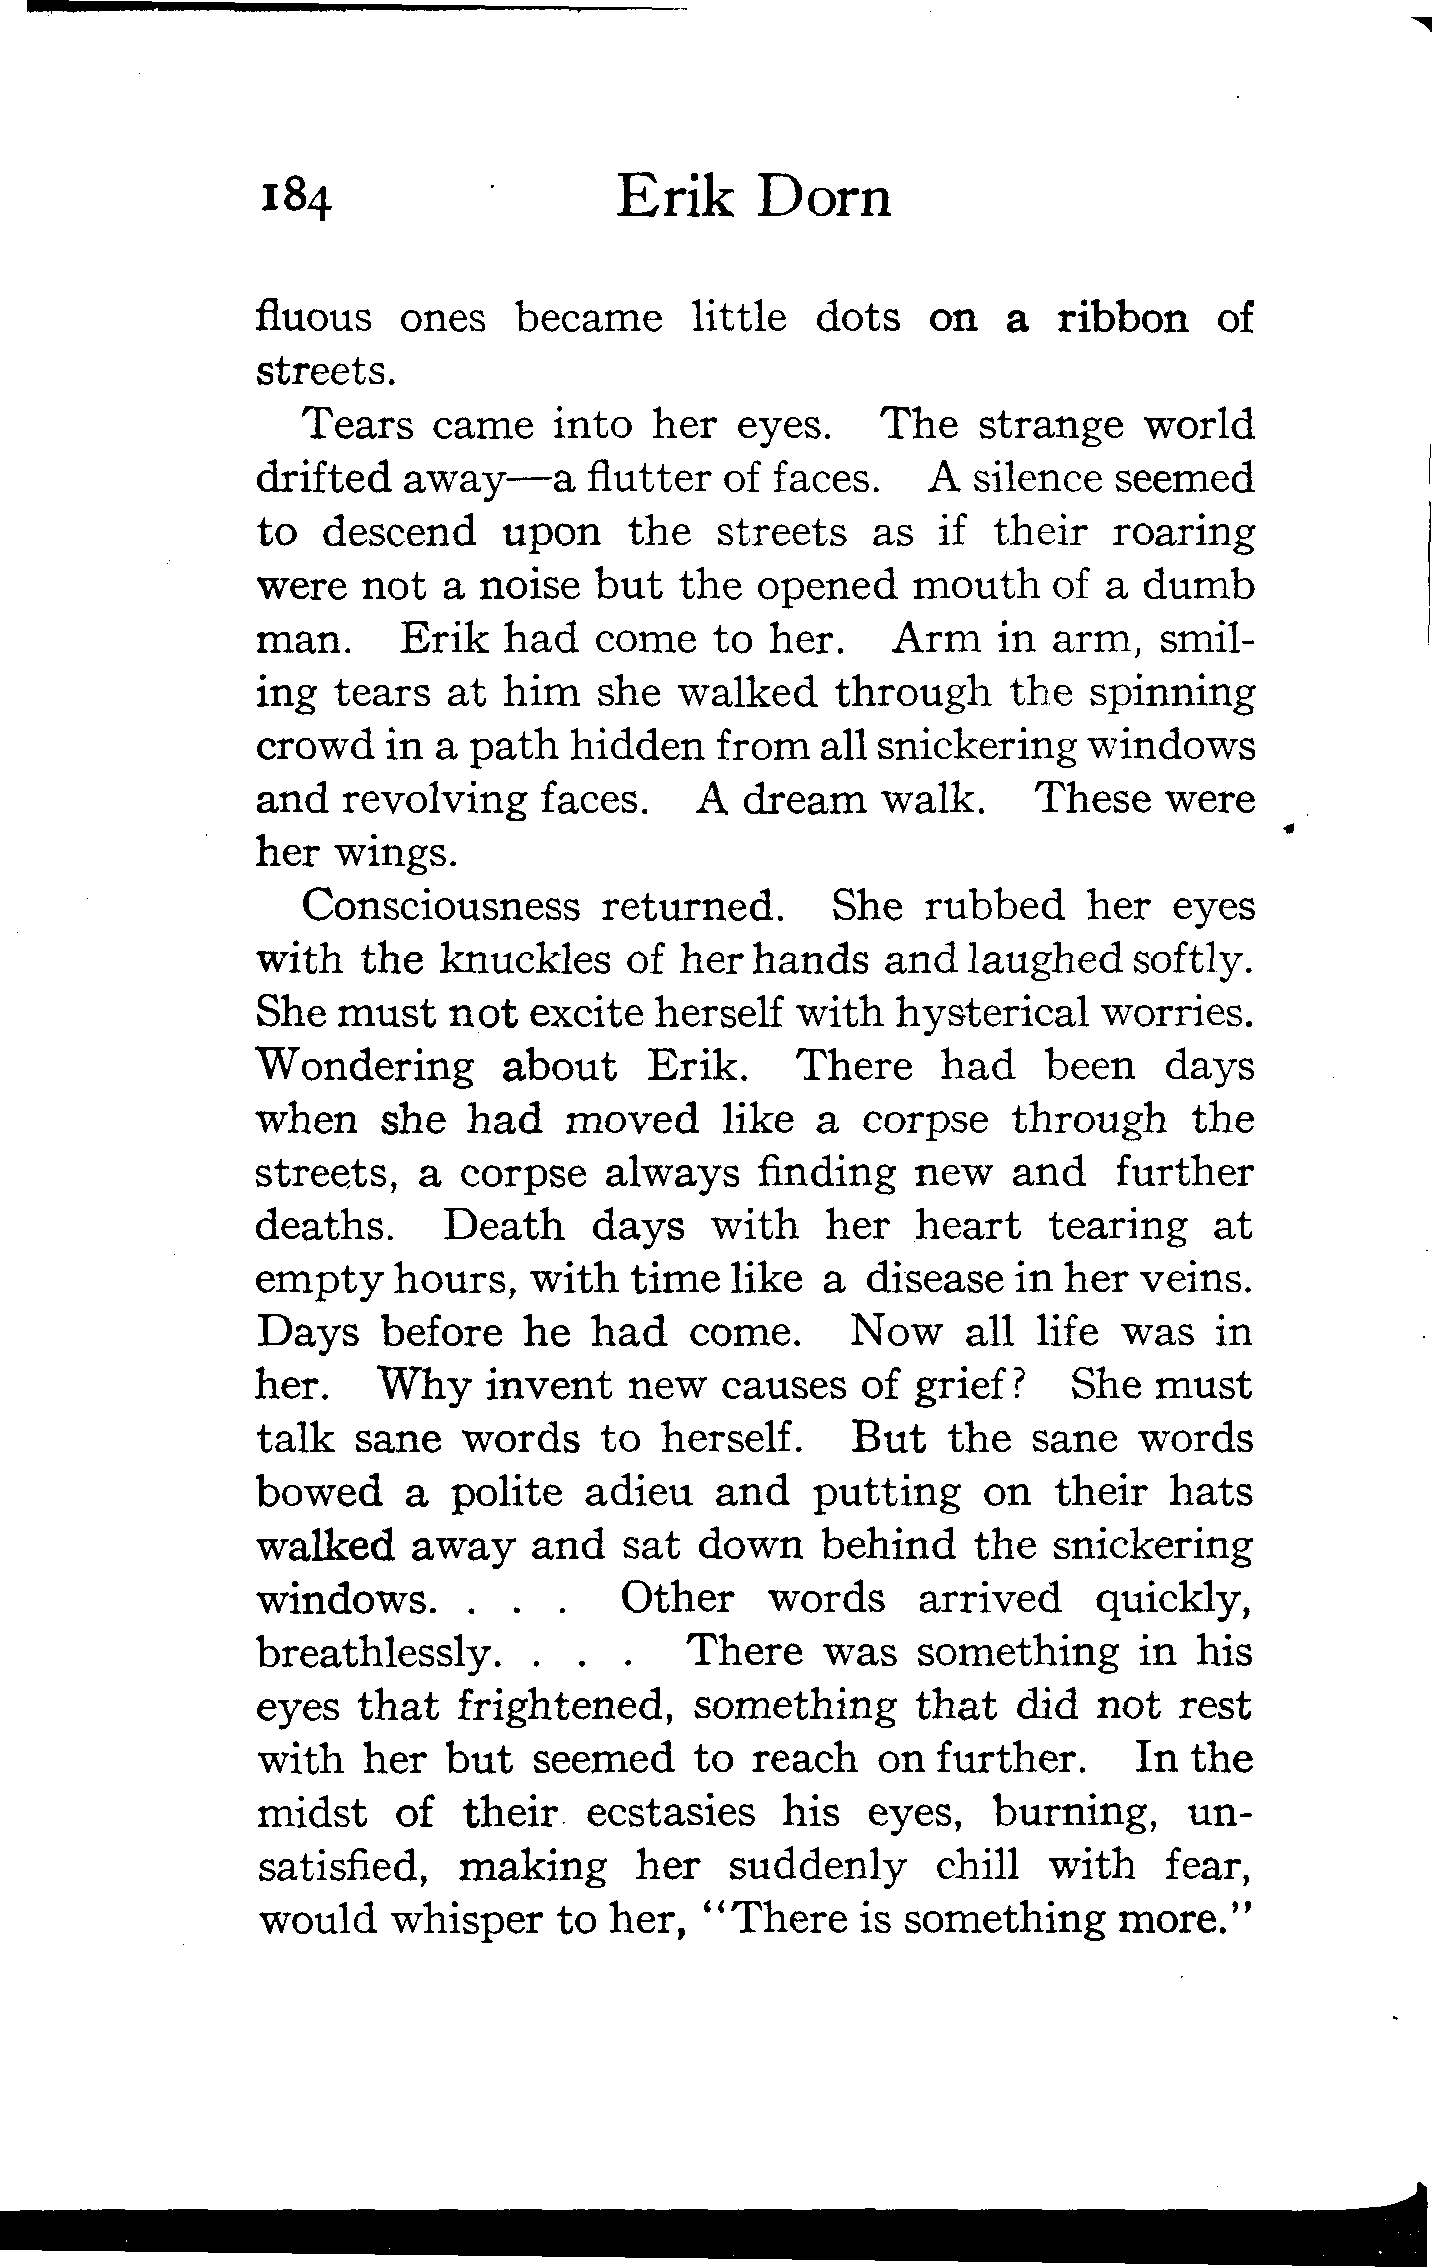 184 Erik Dorn
fluous ones became little dots on a ribbon of
streets.
Tears came into her eyes. The strange world
drifted away—a flutter of faces. A silence seemed
to descend upon the streets as if their roaring
were not a noise but the opened mouth of a dumb
man. Erik had come to her. Arm in arm, smil-
ing tears at him she walked through the spinning
crowd in a path hidden from all snickering windows
and revolving faces. A dream walk. These were
her wings.
Consciousness returned. She rubbed her eyes
with the knuckles of her hands and laughed softly.
She must not excite herself with hysterical worries.
Wondering about Erik. There had been days
when she had moved like a corpse through the
streets, a corpse always finding new and further
deaths. Death days with her heart tearing at
empty hours, with time like a disease in her veins.
Days before he had come. Now all life was in
her. Why invent new causes of grief? She must
talk sane words to herself. But the sane words
bowed a polite adieu and putting on their hats
walked away and sat down behind the snickering
windows. . . . Other words arrived quickly,
breathlessly. . . . There was something in his
eyes that frightened, something that did not rest
with her but seemed to reach on further. In the
midst of their ecstasies his eyes, burning, un-
satisfied, making her suddenly chill with fear,
would whisper to her, "There is something more."